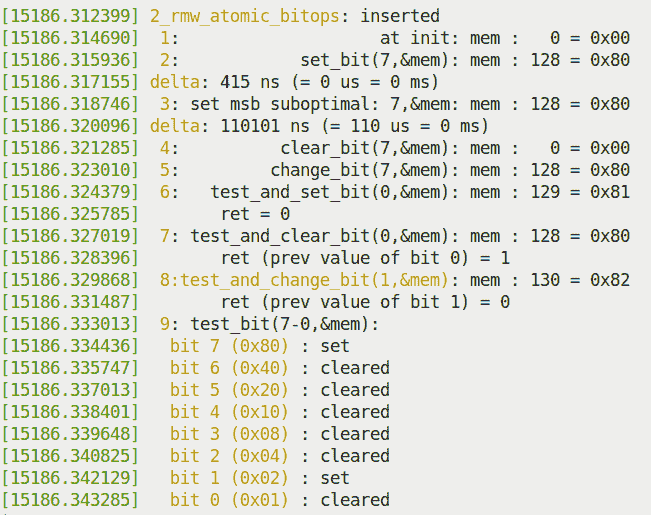 [15186.312399] 2_rmw_atomic_bitops: inserted
[15186.314690]  1:                    at init: mem :   0 = 0x00
[15186.315936]  2:            set_bit(7,&mem): mem : 128 = 0x80
[15186.317155] delta: 415 ns (= 0 us = 0 ms)
[15186.318746]  3: set msb suboptimal: 7,&mem: mem : 128 = 0x80
[15186.320096] delta: 110101 ns (= 110 us = 0 ms)
[15186.321285]  4:          clear_bit(7,&mem): mem :   0 = 0x00
[15186.323010]  5:         change_bit(7,&mem): mem : 128 = 0x80
[15186.324379]  6:   test_and_set_bit(0,&mem): mem : 129 = 0x81
[15186.325785]        ret = 0
[15186.327019]  7: test_and_clear_bit(0,&mem): mem : 128 = 0x80
[15186.328396]        ret (prev value of bit 0) = 1
[15186.329868]  8:test_and_change_bit(1,&mem): mem : 130 = 0x82
[15186.331487]        ret (prev value of bit 1) = 0
[15186.333013]  9: test_bit(7-0,&mem):
[15186.334436]   bit 7 (0x80) : set
[15186.335747]   bit 6 (0x40) : cleared
[15186.337013]   bit 5 (0x20) : cleared
[15186.338401]   bit 4 (0x10) : cleared
[15186.339648]   bit 3 (0x08) : cleared
[15186.340825]   bit 2 (0x04) : cleared
[15186.342129]   bit 1 (0x02) : set
[15186.343285]   bit 0 (0x01) : cleared